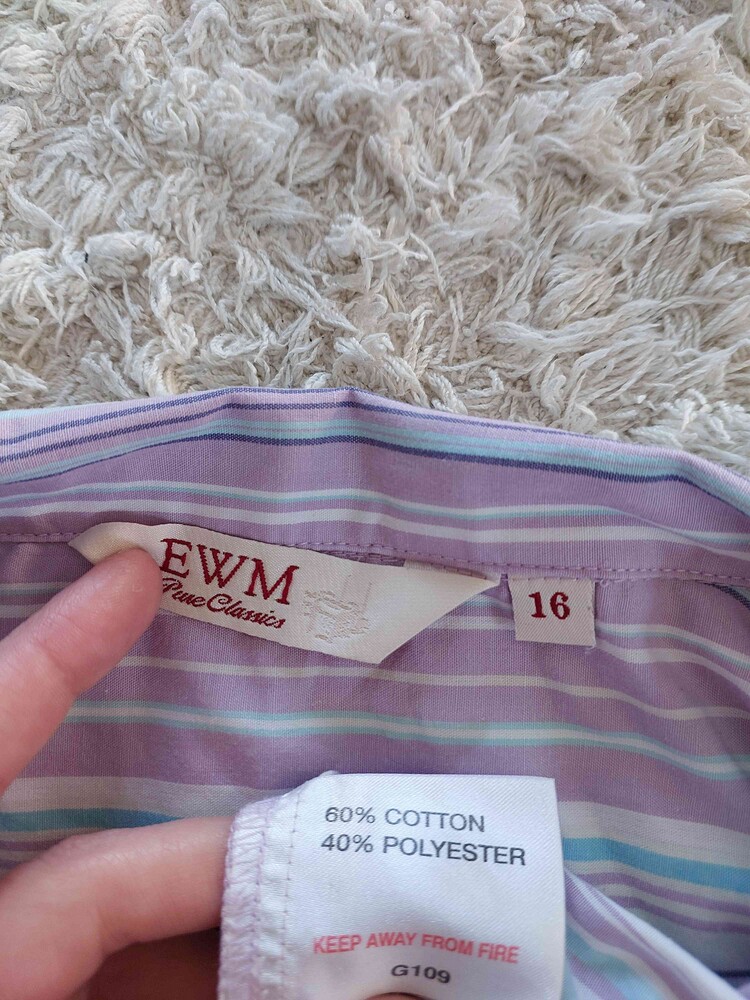 EWM
Pure Classics
16
60% COTTON
40% POLYESTER
KEEP AWAY FROM FIRE
G109